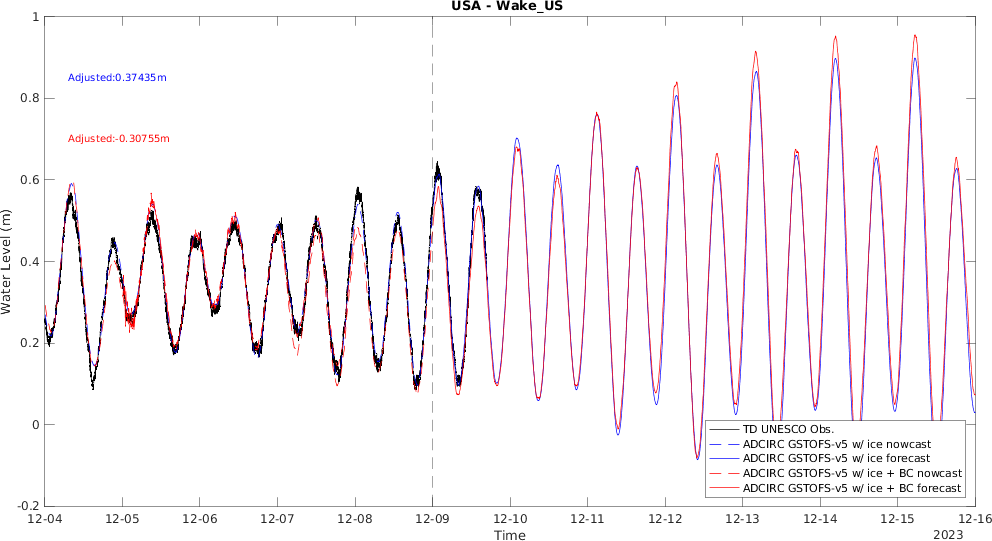 USA - Wake_US
1
0.8
0.6
0.4
0.2
0
-0.2
Water Level (m)
Adjusted:0.37435m
Adjusted:-0.30755m
TD UNESCO Obs.
ADCIRC GSTOFS-v5 w/ ice nowcast
ADCIRC GSTOFS-v5 w/ ice forecast
ADCIRC GSTOFS-v5 w/ ice + BC nowcast
ADCIRC GSTOFS-v5 w/ ice + BC forecast
12-04 12-05 12-06 12-07 12-08 12-09 12-10 12-11 12-12 12-13 12-14 12-15 12-16
Time
2023